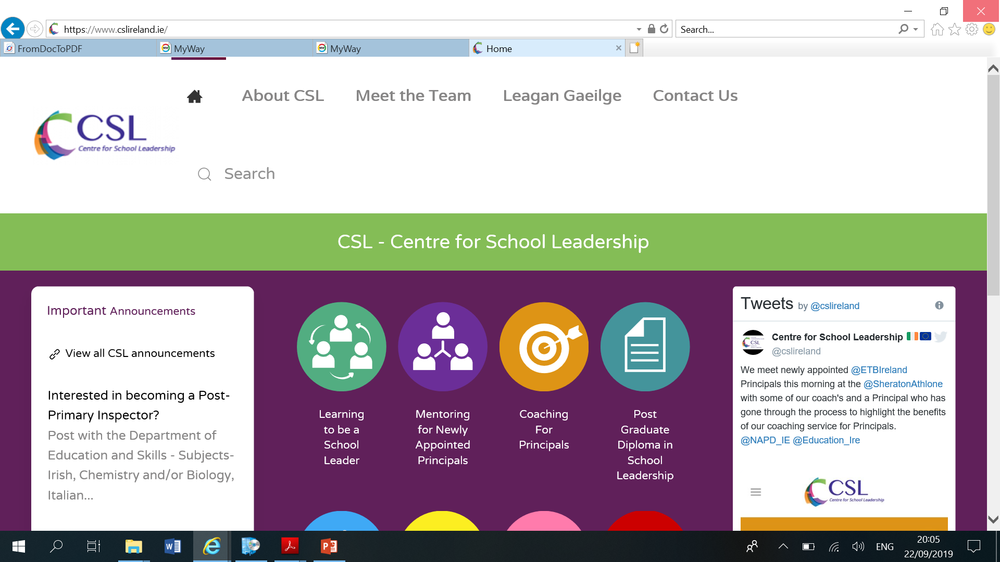 https://www.cslireland.ie/
Search...
FromDocToPDF
MyWay
MyWay
Home
About CSL
Meet the Team
Leagan Gaeilge
Contact Us
CSL
Centre for School Leadership
Search
CSL - Centre for School Leadership
Important Announcements
View all CSL announcements
Interested in becoming a Post-
Primary Inspector?
Post with the Department of
Education and Skills - Subjects-
Irish, Chemistry and/or Biology,
Italian...
Learning
to be a
School
Leader
Mentoring
for Newly
Appointed
Principals
Coaching
For
Principals
Post
Graduate
Diploma in
School
Leadership
Tweets by @cslireland
Centre for School Leadership
@cslireland
We meet newly appointed @ETBIreland
Principals this morning at the @SheratonAthlone
with some of our coach's and a Principal who has
gone through the process to highlight the benefits
of our coaching service for Principals.
@NAPD_IE @Education_Ire
CSL
Centre for School Leadership
ENG
20:05
22/09/2019